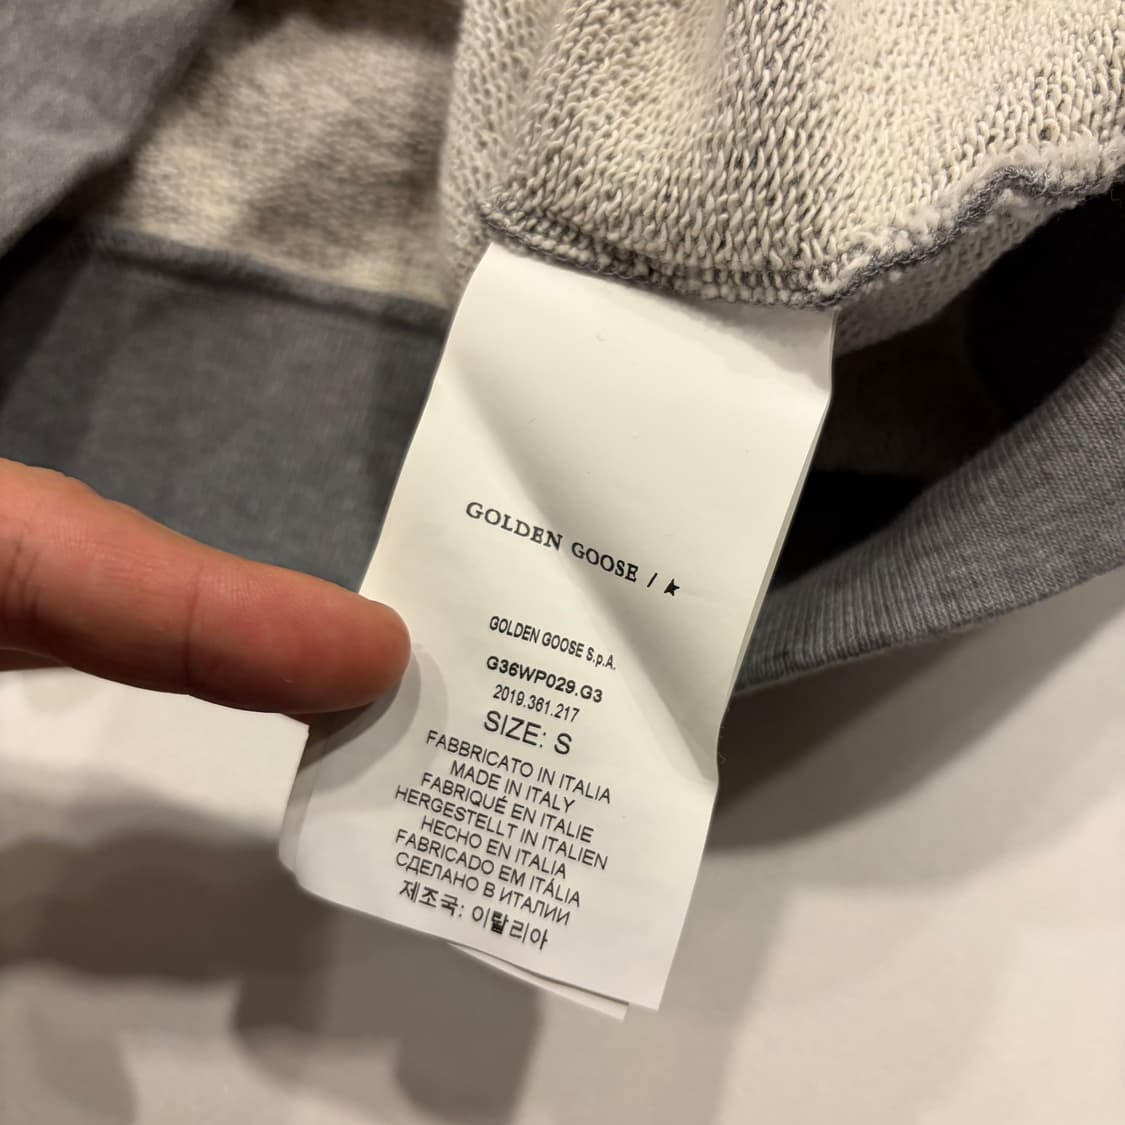 GOLDEN GOOSE / ★
GOLDEN GOOSE S.p.A.
G36WP029.G3
2019.361.217
SIZE: S
FABBRICATO IN ITALIA
MADE IN ITALY
FABRIQUÉ EN ITALIE
HERGESTELLT IN ITALIEN
HECHO EN ITALIA
FABRICADO EM ITÁLIA
СДЕЛАНО В ИТАЛИИ
제조국: 이탈리아